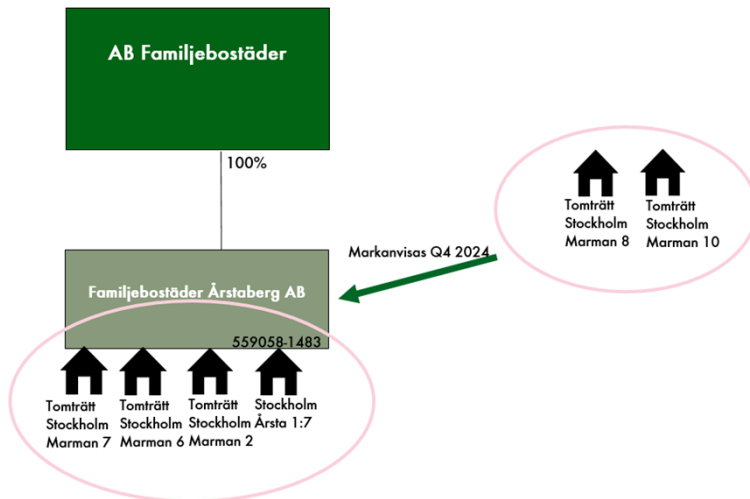 AB Familjebostäder
100%
Familjebostäder Årstaberg AB
559058-1483
Markanvisas Q4 2024
Tomträtt
Stockholm
Marman 8
Tomträtt
Stockholm
Marman 10
Tomträtt
Stockholm
Marman 7
Tomträtt
Stockholm
Marman 6
Tomträtt
Stockholm
Marman 2
Stockholm
Årsta 1:7